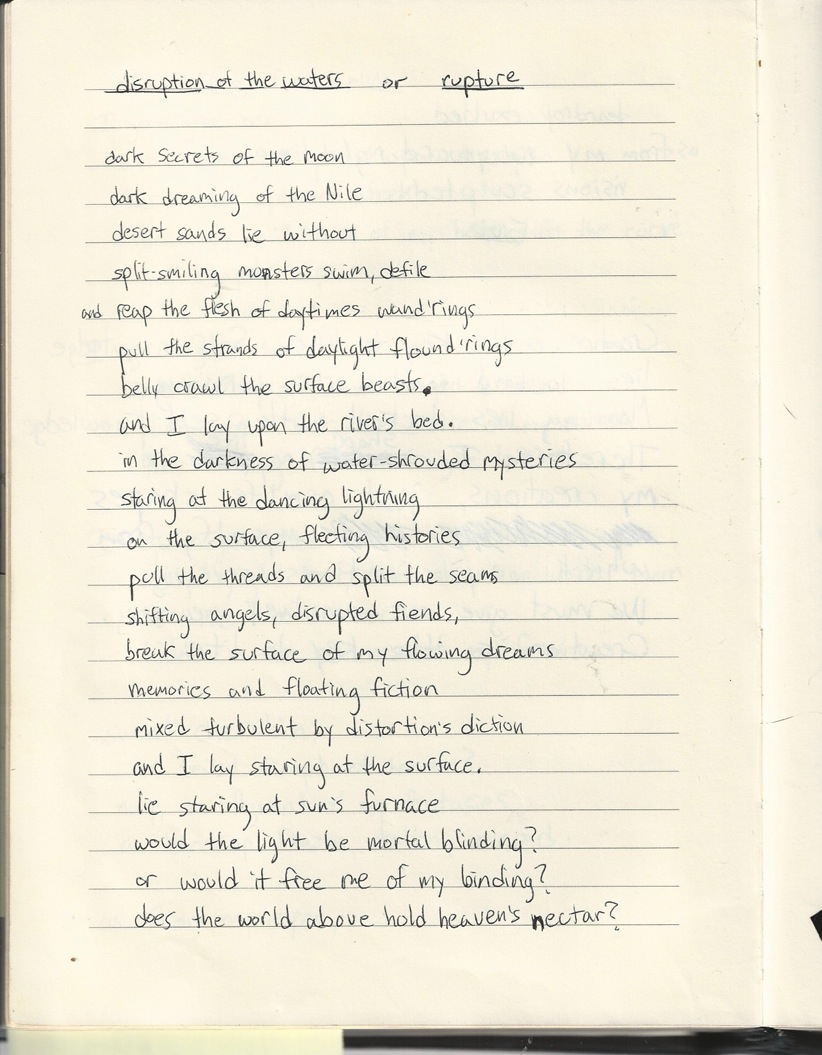 disruption of the waters or rupture
dark secrets of the moon
dark dreaming of the Nile
desert sands lie without
split-smiling monsters swim, defile
and reap the flesh of daytimes wand'rings
pull the strands of daylight flound'rings
belly crawl the surface beasts.
and I lay upon the river's bed.
in the darkness of water-shrouded mysteries
staring at the dancing lightning
on the surface, fleeting histories
pull the threads and split the seams
shifting angels, disrupted fiends,
break the surface of my flowing dreams
memories and floating fiction
mixed turbulent by distortion's diction
and I lay staring at the surface.
lie staring at sun's furnace
would the light be mortal blinding?
or would it free me of my binding?
does the world above hold heaven's nectar?